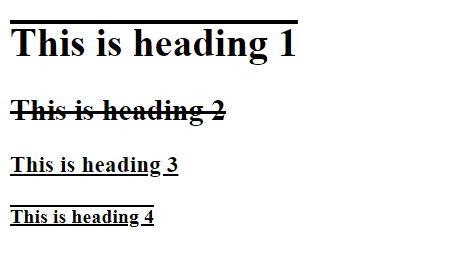 This is heading 1
This is heading 2
This is heading 3
This is heading 4